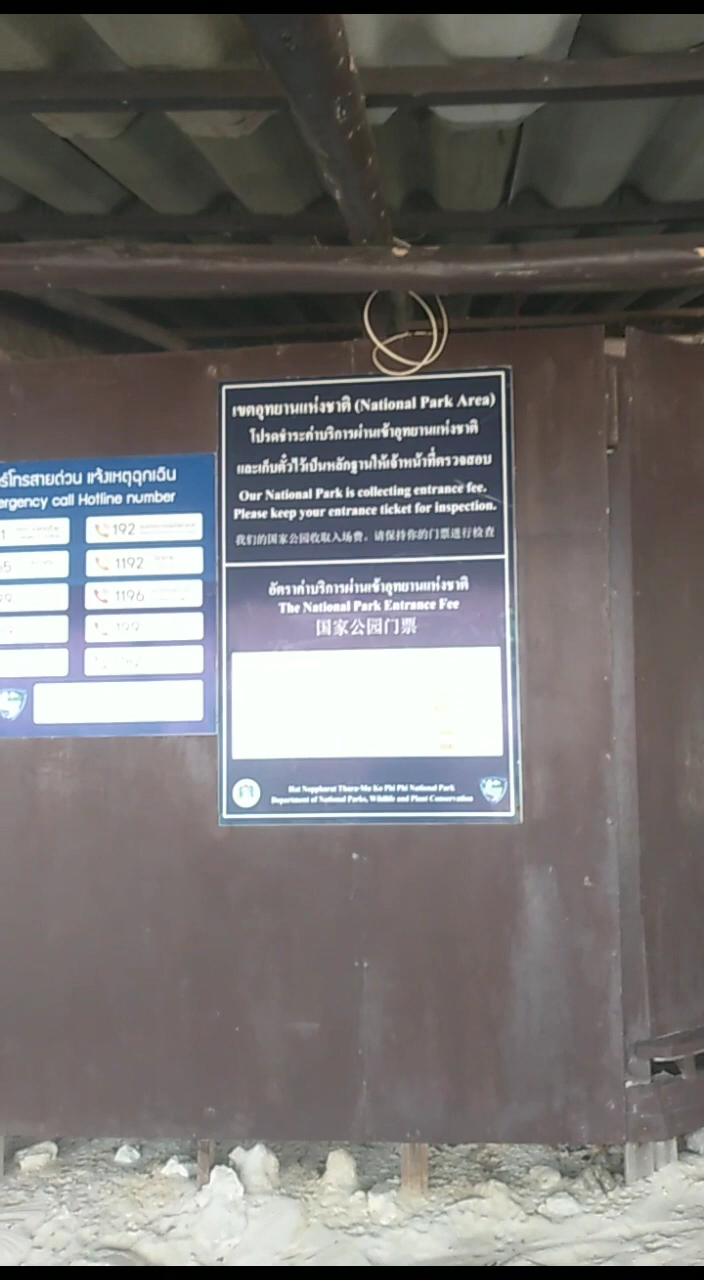 ร์โทรสายด่วน แจ้งเหตุฉุกเฉิน
ergency call Hotline number
192
1192
1196
199
เขตอุทยานแห่งชาติ (National Park Area)
โปรดชำระค่าบริการผ่านเข้าอุทยานแห่งชาติ
และเก็บตั๋วไว้เป็นหลักฐานให้เจ้าหน้าที่ตรวจสอบ
Our National Park is collecting entrance fee.
Please keep your entrance ticket for inspection.
我们的国家公园收取入场费。请保持你的门票进行检查
อัตราค่าบริการผ่านเข้าอุทยานแห่งชาติ
The National Park Entrance Fee
国家公园门票
Hat Noppharat Thara-Mu Ko Phi Phi National Park
Department of National Parks, Wildlife and Plant Conservation